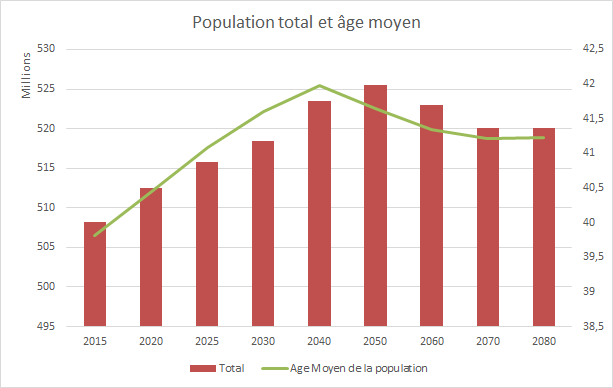 Population total et âge moyen
Millions
530 42,5
525 42
520 41,5
515 41
510 40,5
505 40
500 39,5
495 39
38,5
2015 2020 2025 2030 2040 2050 2060 2070 2080
Total Age Moyen de la population